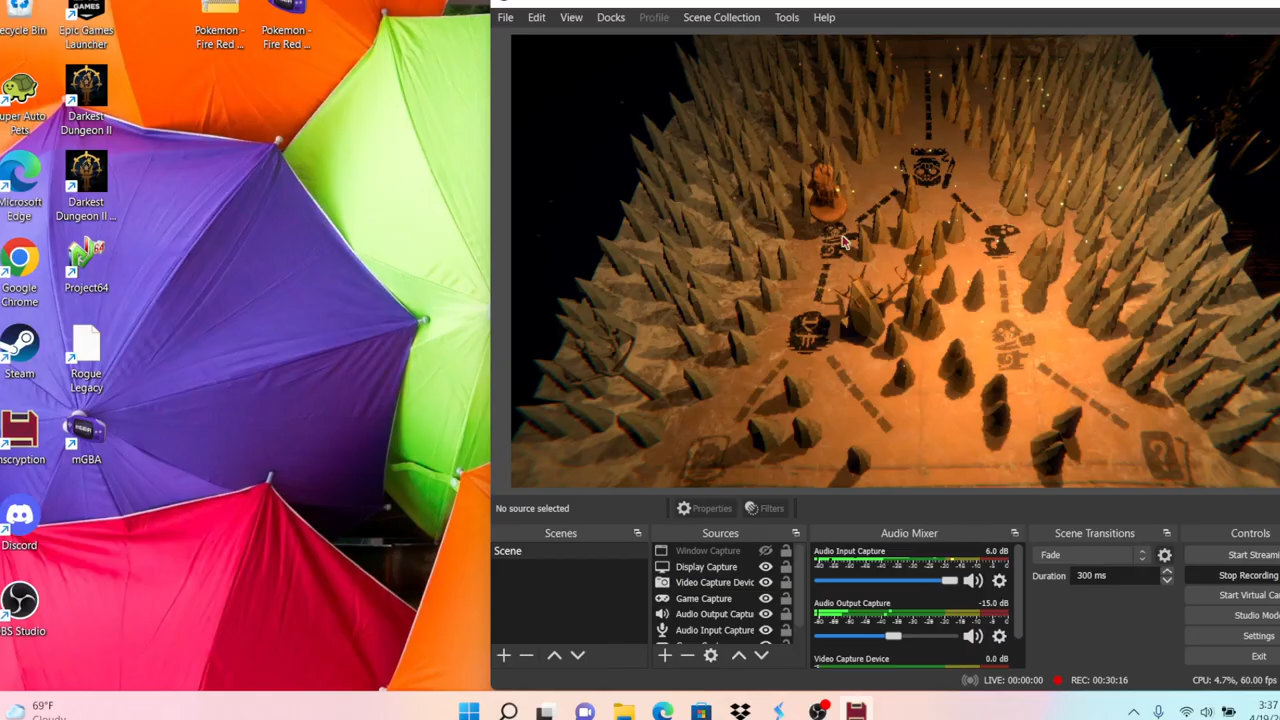 File Edit View Docks Profile Scene Collection Tools Help
ecycle Bin
Epic Games
Launcher
Pokemon -
Fire Red ...
Pokemon -
Fire Red ...
uper Auto
Pets
Darkest
Dungeon II
Microsoft
Edge
Darkest
Dungeon II ...
Google
Chrome
Project64
Steam
Rogue
Legacy
nscryption
mGBA
Discord
BS Studio
No source selected
Properties
Filters
Scenes
Sources
Audio Mixer
Scene Transitions
Controls
Scene
Window Capture
Display Capture
Video Capture Devic
Game Capture
Audio Output Captu
Audio Input Capture
Audio Input Capture 6.0 dB
Audio Output Capture -15.0 dB
Video Capture Device 0.0 dB
Fade
Duration 300 ms
Start Streami
Stop Recording
Start Virtual Ca
Studio Mod
Settings
Exit
LIVE: 00:00:00
REC: 00:30:16
CPU: 4.7%, 60.00 fps
69°F
Cloudy
3:37